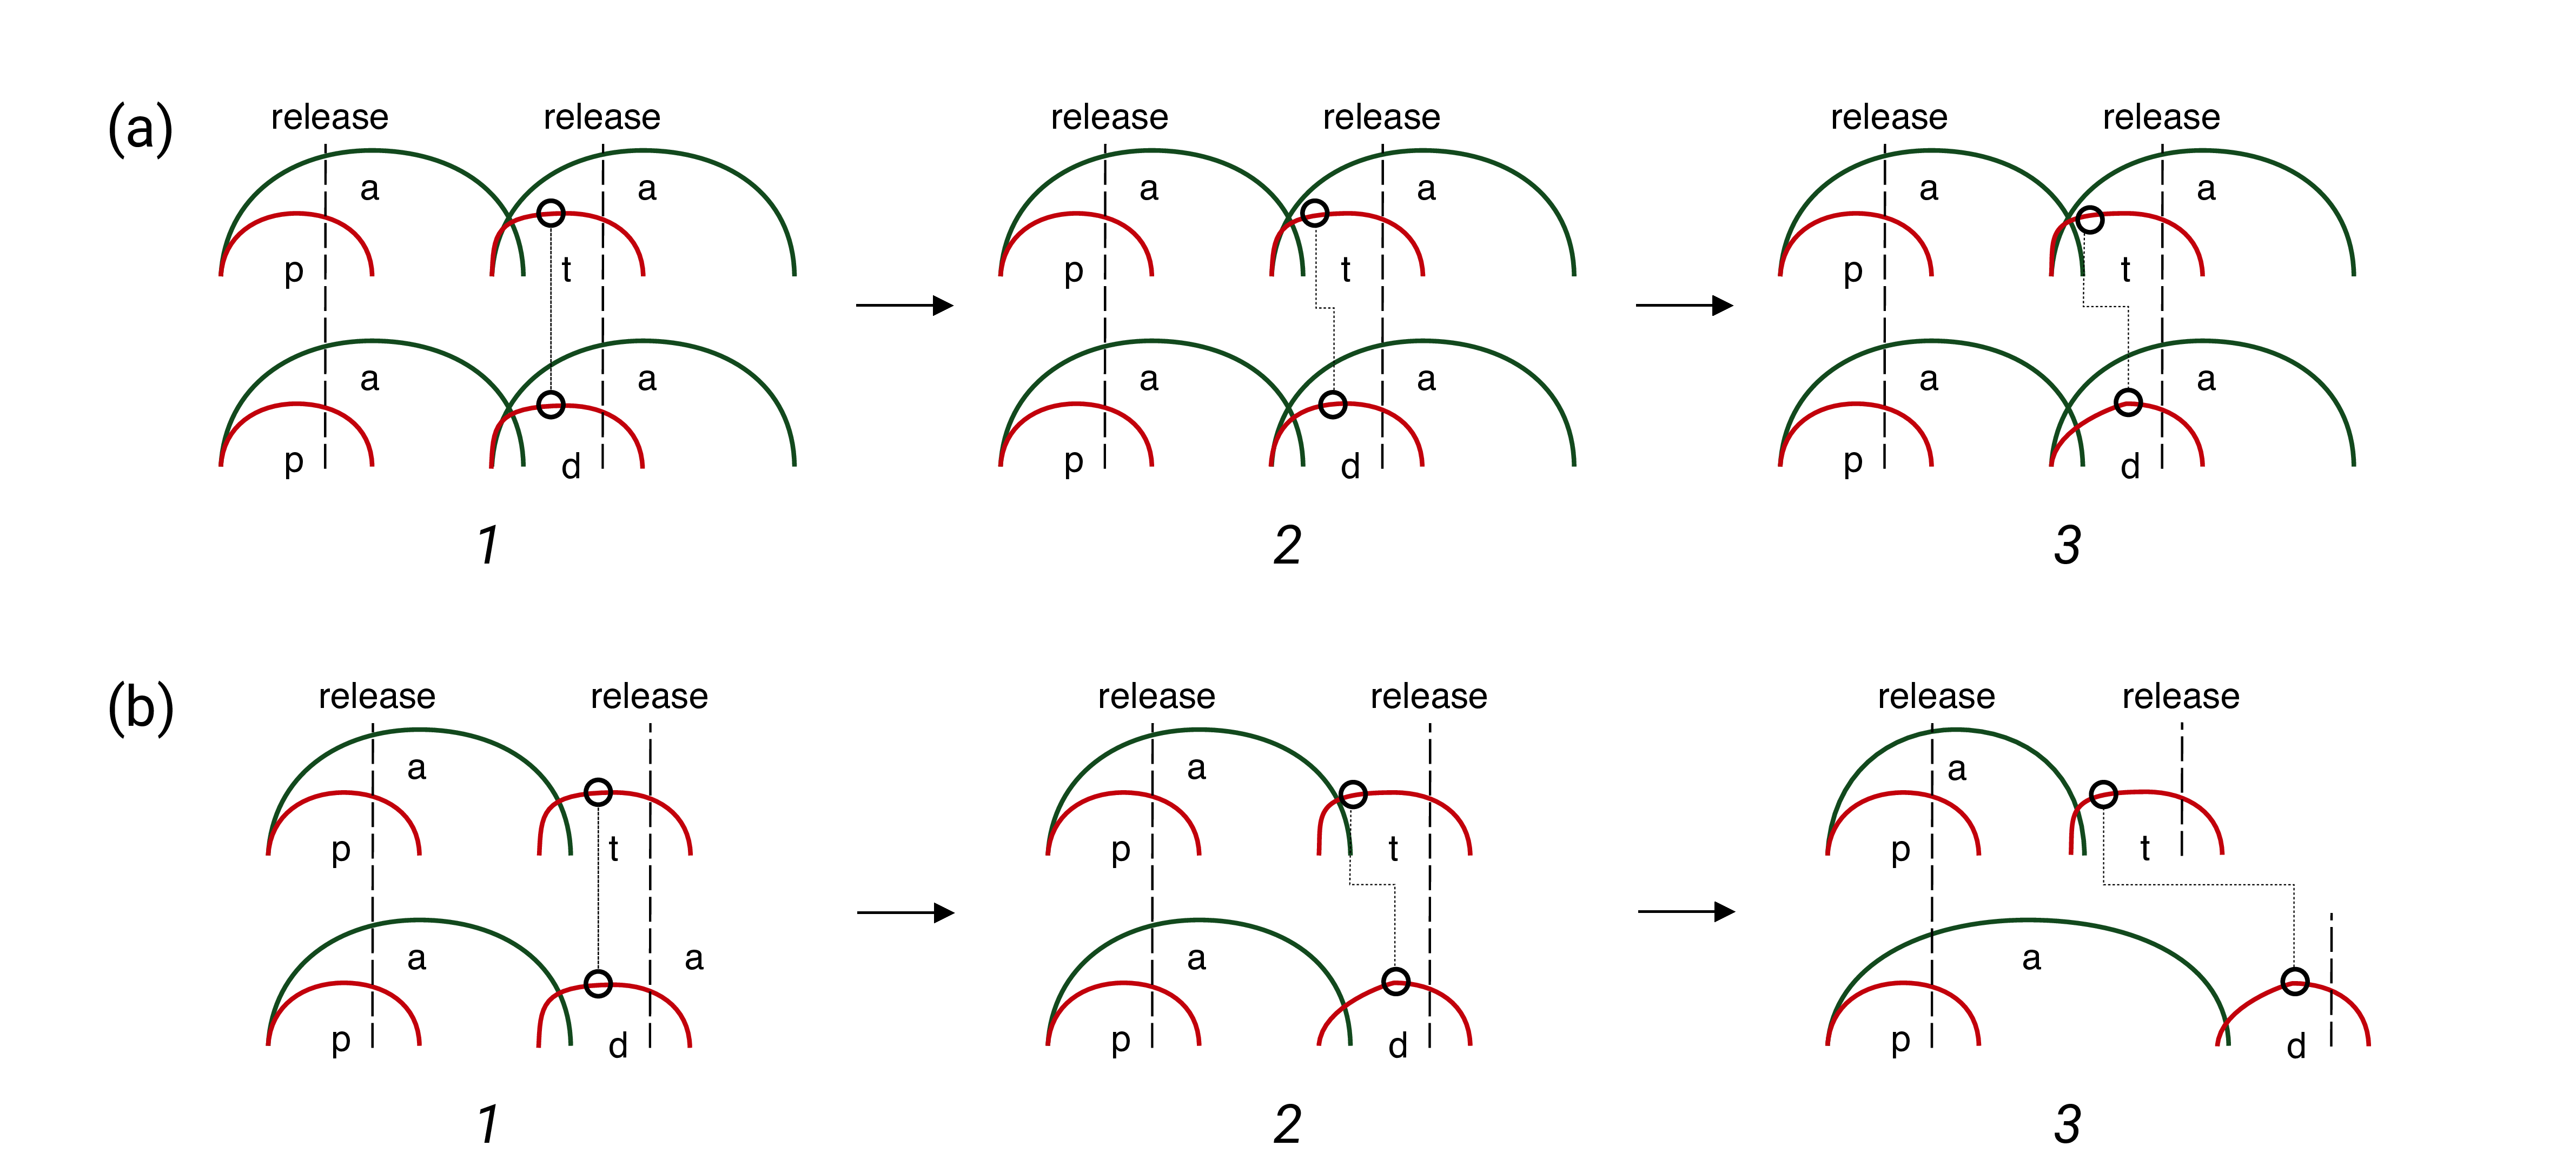 (a)
release release release release release release
a a a a a a
p t p t p t
a a a a a a
p d p d p d
1 2 3
(b)
release release release release release release
a a a
p t p t p t
a a a a
p d p d p d
1 2 3